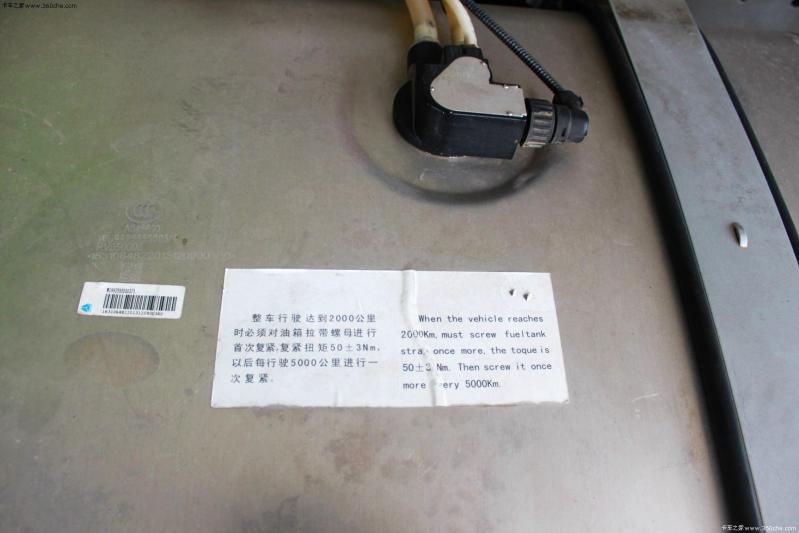 卡车之家 www.360che.com
整车行驶达到2000公里
时必须对油箱拉带螺母进行
首次复紧,复紧扭矩50±3Nm,
以后每行驶5000公里进行一
次复紧。
When the vehicle reaches
2000Km, must screw fueltank
stra once more, the toque is
50±3 Nm. Then screw it once
more very 5000Km.
卡车之家 www.360che.com